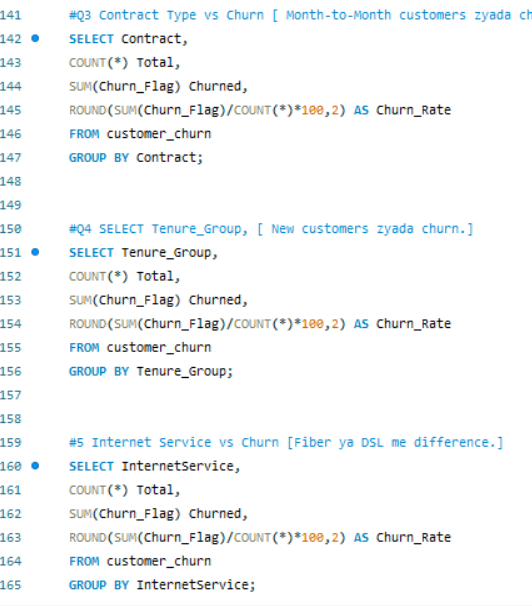 141 #Q3 Contract Type vs Churn [ Month-to-Month customers zyada ch
142 SELECT Contract,
143 COUNT(*) Total,
144 SUM(Churn_Flag) Churned,
145 ROUND(SUM(Churn_Flag)/COUNT(*)*100,2) AS Churn_Rate
146 FROM customer_churn
147 GROUP BY Contract;
148
149
150 #Q4 SELECT Tenure_Group, [ New customers zyada churn.]
151 SELECT Tenure_Group,
152 COUNT(*) Total,
153 SUM(Churn_Flag) Churned,
154 ROUND(SUM(Churn_Flag)/COUNT(*)*100,2) AS Churn_Rate
155 FROM customer_churn
156 GROUP BY Tenure_Group;
157
158
159 #5 Internet Service vs Churn [Fiber ya DSL me difference.]
160 SELECT InternetService,
161 COUNT(*) Total,
162 SUM(Churn_Flag) Churned,
163 ROUND(SUM(Churn_Flag)/COUNT(*)*100,2) AS Churn_Rate
164 FROM customer_churn
165 GROUP BY InternetService;